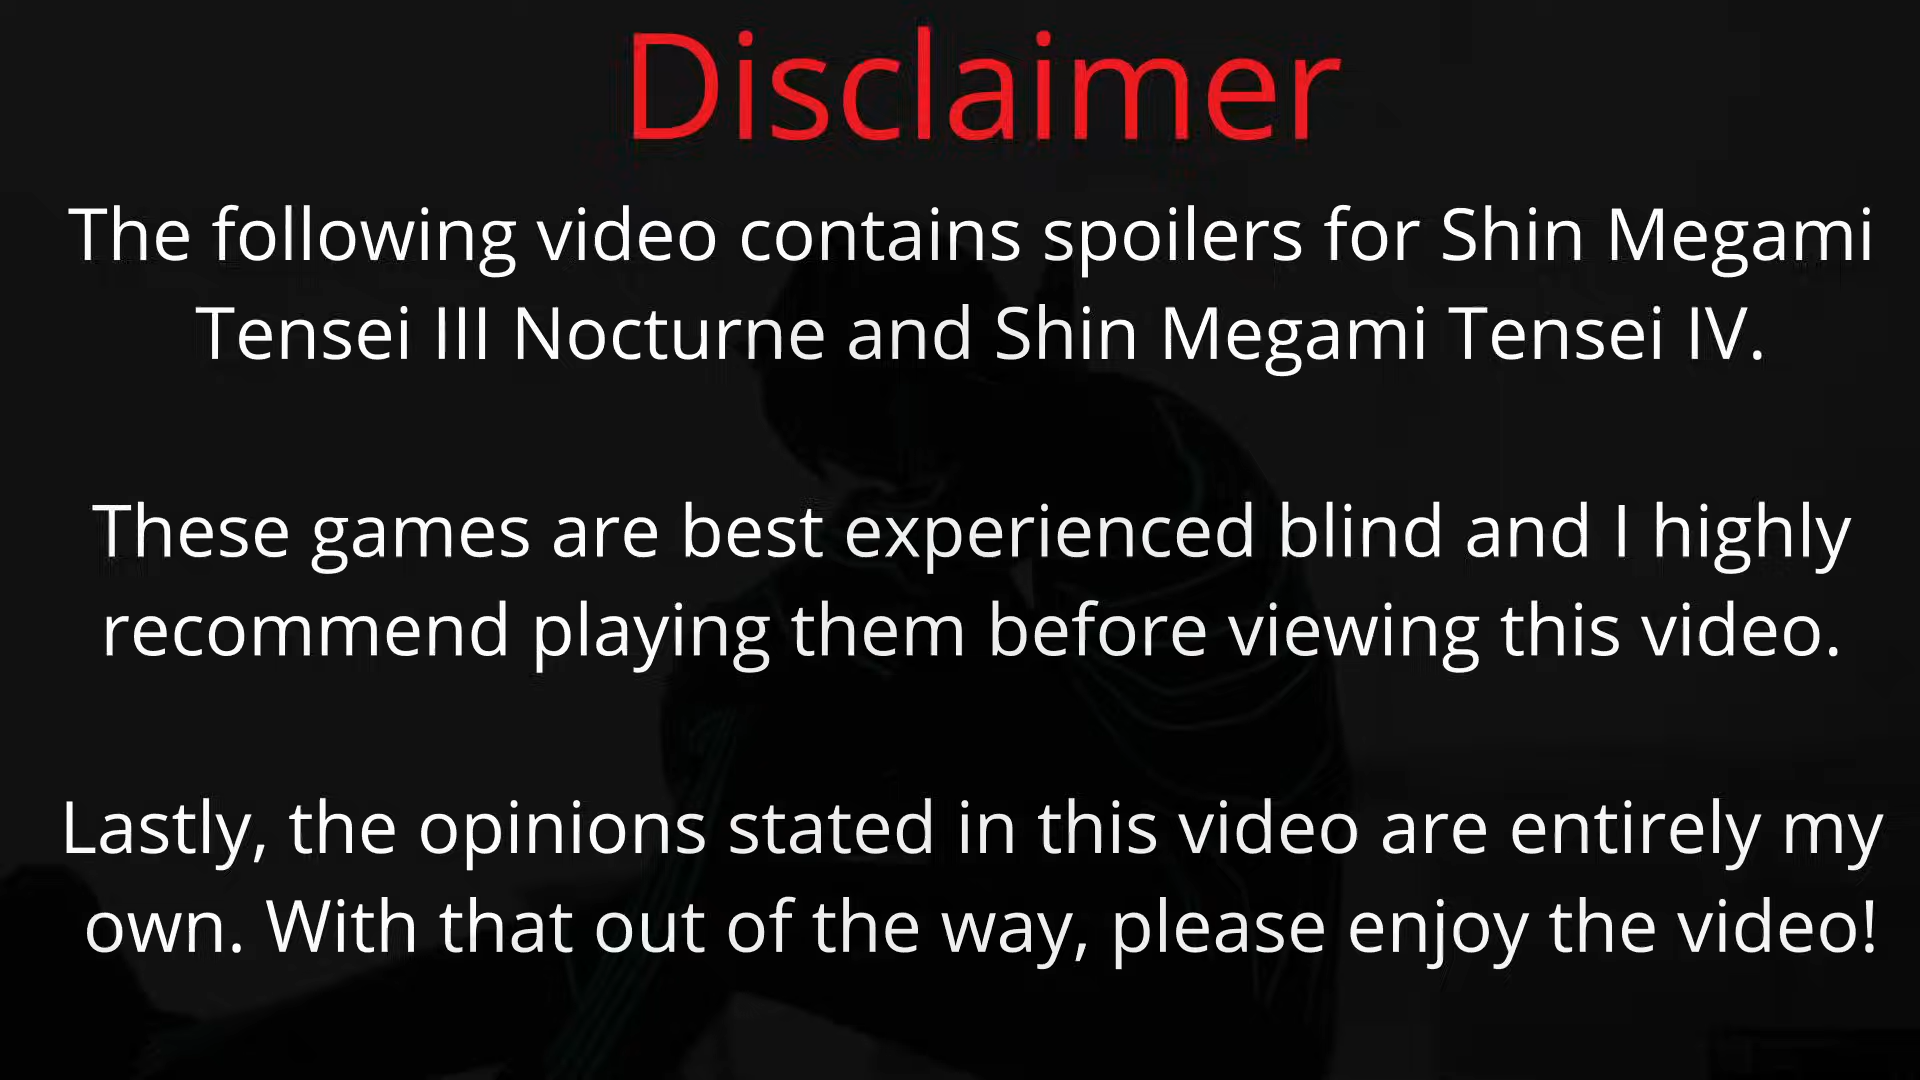 Disclaimer
The following video contains spoilers for Shin Megami
Tensei III Nocturne and Shin Megami Tensei IV.
These games are best experienced blind and I highly
recommend playing them before viewing this video.
Lastly, the opinions stated in this video are entirely my
own. With that out of the way, please enjoy the video!